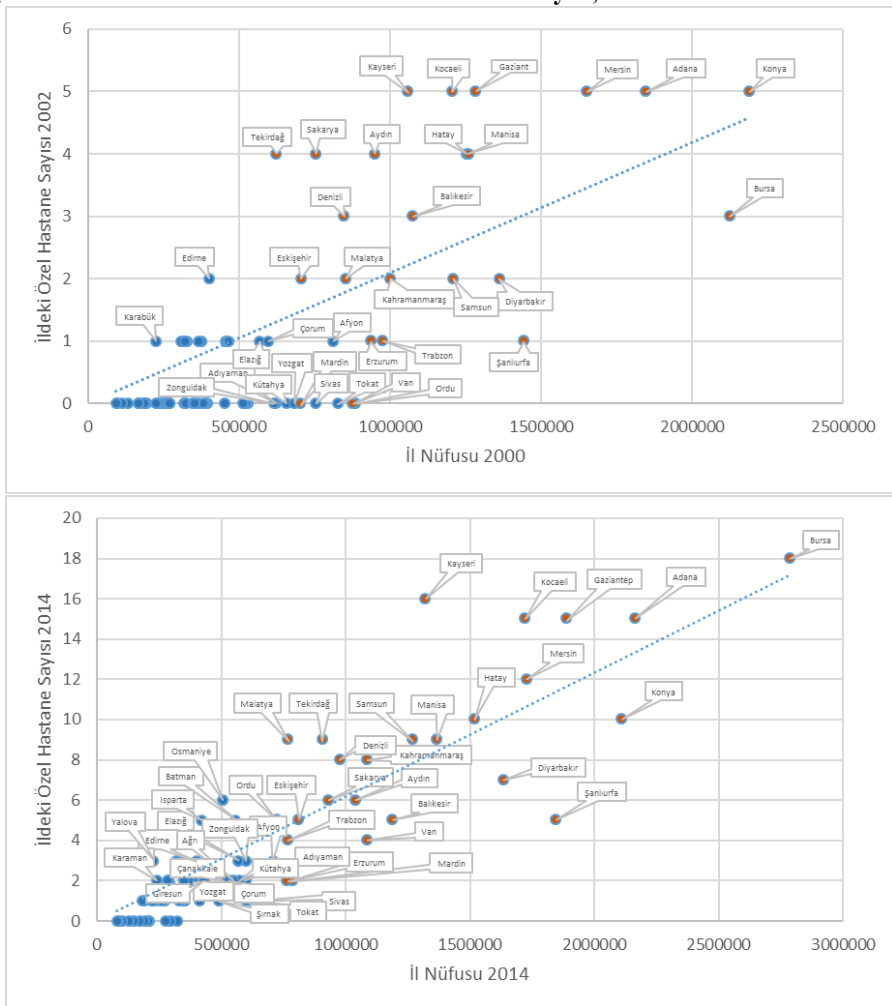 6
5
4
3
2
1
0
İldeki Özel Hastane Sayısı 2002
Kayseri
Kocaeli
Gaziant
Mersin
Adana
Konya
Tekirdağ
Sakarya
Aydın
Hatay
Manisa
Denizli
Balıkesir
Bursa
Edirne
Eskişehir
Malatya
Kahramanmaraş
Samsun
Diyarbakır
Karabük
Elazığ
Çorum
Afyon
Erzurum
Trabzon
Şanlıurfa
Adıyaman
Yozgat
Mardin
Zonguldak
Kütahya
Sivas
Tokat
Van
Ordu
0
500000
1000000
1500000
2000000
2500000
İl Nüfusu 2000
20
18
16
14
12
10
8
6
4
2
0
İldeki Özel Hastane Sayısı 2014
Bursa
Kayseri
Kocaeli
Gaziantep
Adana
Mersin
Hatay
Konya
Malatya
Tekirdağ
Samsun
Manisa
Denizli
Kahramanmaraş
Osmaniye
Batman
Ordu
Eskişehir
Sakarya
Aydın
Diyarbakır
Isparta
Şanlıurfa
Balıkesir
Yalova
Elazığ
Zonguldak
Afyon
Trabzon
Van
Edirne
Ağrı
Karaman
Çanakkale
Kütahya
Adıyaman
Erzurum
Mardin
Giresun
Yozgat
Çorum
Sivas
Şırnak
Tokat
0
500000
1000000
1500000
2000000
2500000
3000000
İl Nüfusu 2014